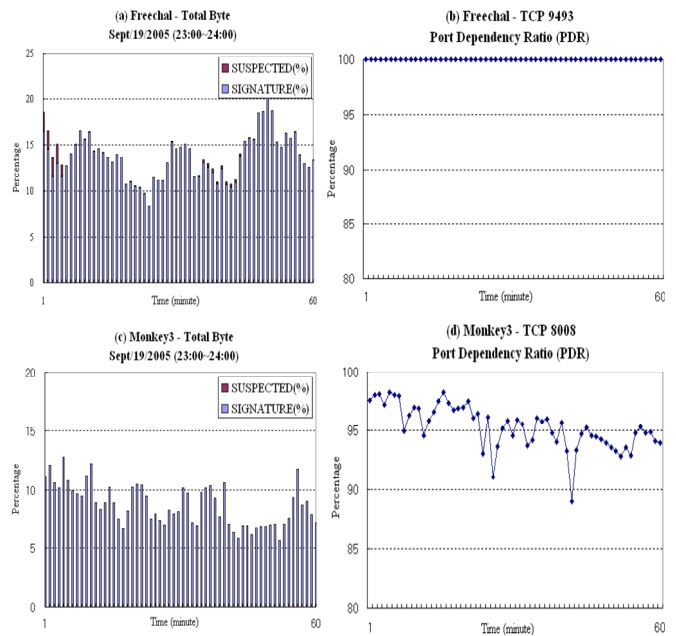 (a) Freechal - Total Byte
Sept/19/2005 (23:00~24:00)
25
20
15
10
5
0
Percentage
SUSPECTED(%)
SIGNATURE(%)
1
Time (minute)
60
(b) Freechal - TCP 9493
Port Dependency Ratio (PDR)
100
95
90
85
80
Percentage
1
Time (minute)
60
(c) Monkey3 - Total Byte
Sept/19/2005 (23:00~24:00)
20
15
10
5
0
Percentage
SUSPECTED(%)
SIGNATURE(%)
1
Time (minute)
60
(d) Monkey3 - TCP 8008
Port Dependency Ratio (PDR)
100
95
90
85
80
Percentage
1
Time (minute)
60